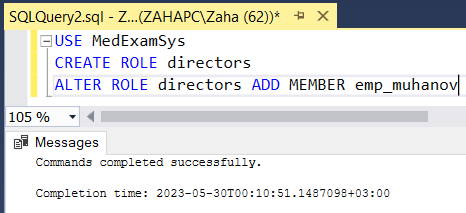 SQLQuery2.sql - Z...(ZAHAPC\Zaha (62))*
USE MedExamSys
CREATE ROLE directors
ALTER ROLE directors ADD MEMBER emp_muhanov
105 %
Messages
Commands completed successfully.
Completion time: 2023-05-30T00:10:51.1487098+03:00